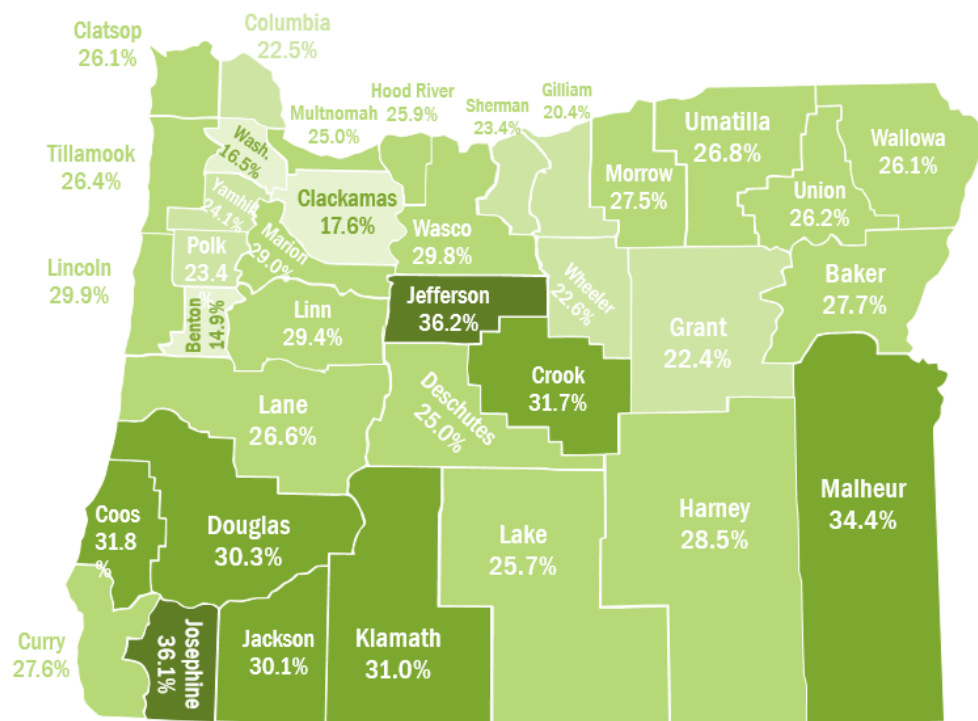 Clatsop
26.1%
Columbia
22.5%
Multnomah
25.0%
Hood River
25.9%
Sherman
23.4%
Gilliam
20.4%
Tillamook
26.4%
Wash.
16.5%
Yamhill
24.1%
Clackamas
17.6%
Wasco
29.8%
Morrow
27.5%
Umatilla
26.8%
Union
26.2%
Wallowa
26.1%
Lincoln
29.9%
Polk
23.4
%
Marion
29.0%
Jefferson
36.2%
Wheeler
22.6%
Grant
22.4%
Baker
27.7%
Benton
14.9%
Linn
29.4%
Crook
31.7%
Lane
26.6%
Deschutes
25.0%
Coos
31.8
%
Douglas
30.3%
Lake
25.7%
Harney
28.5%
Malheur
34.4%
Curry
27.6%
Josephine
36.1%
Jackson
30.1%
Klamath
31.0%